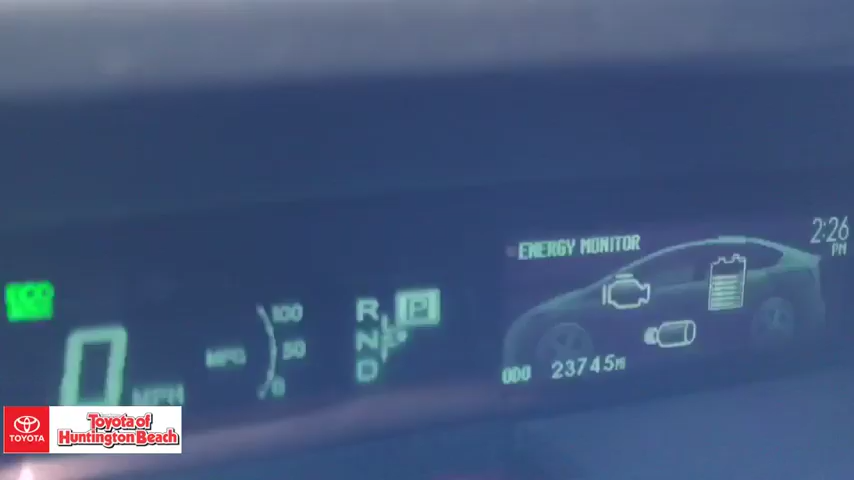 ENERGY MONITOR
2:26
PM
ECO
0
MPH
MPG
100
50
0
R
N
D
P
ODO 23745MI
TOYOTA
Toyota of
Huntington Beach